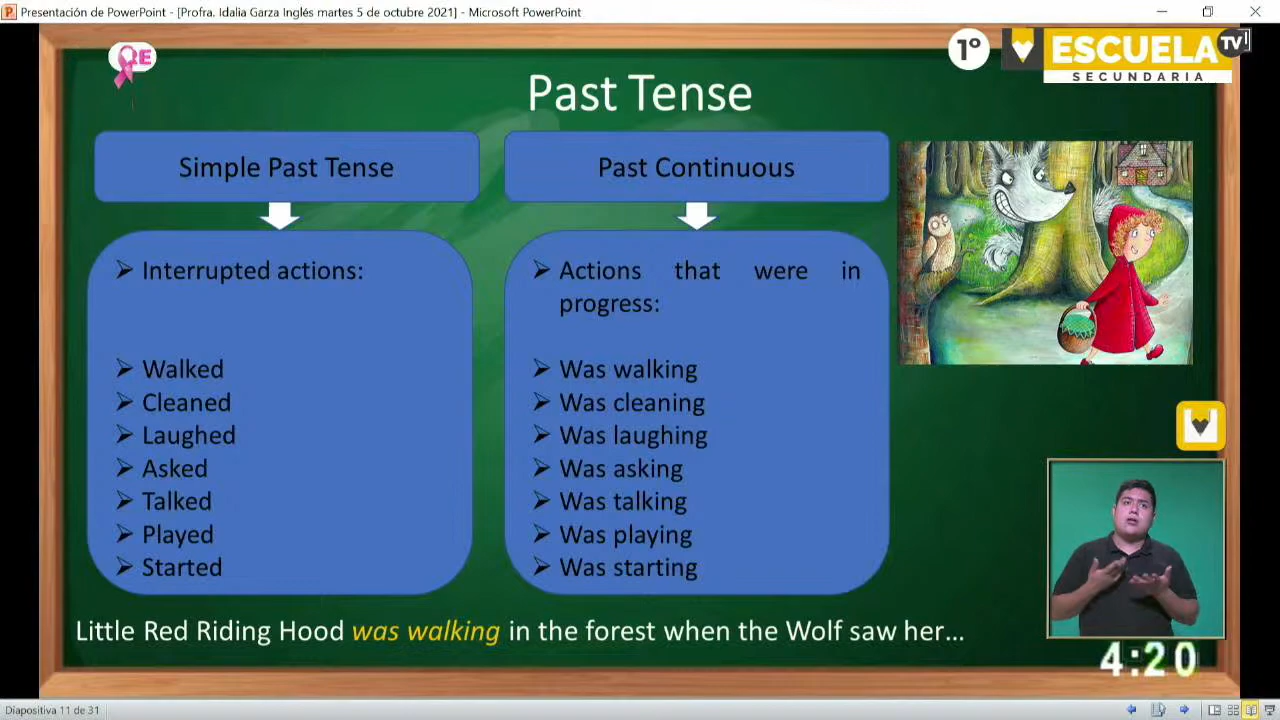 Presentación de PowerPoint - [Profra. Idalia Garza Inglés martes 5 de octubre 2021] - Microsoft PowerPoint
1º
ESCUELA TV
SECUNDARIA
Past Tense
Simple Past Tense
➢ Interrupted actions:
➢ Walked
➢ Cleaned
➢ Laughed
➢ Asked
➢ Talked
➢ Played
➢ Started
Past Continuous
➢ Actions that were in
progress:
➢ Was walking
➢ Was cleaning
➢ Was laughing
➢ Was asking
➢ Was talking
➢ Was playing
➢ Was starting
Little Red Riding Hood was walking in the forest when the Wolf saw her...
4:20
Diapositiva 11 de 31